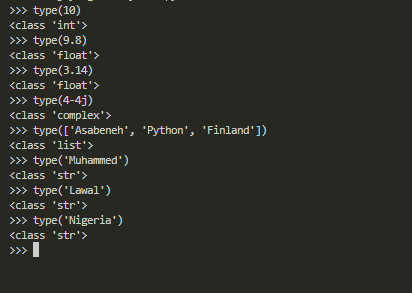 >>> type(10)
<class 'int'>
>>> type(9.8)
<class 'float'>
>>> type(3.14)
<class 'float'>
>>> type(4-4j)
<class 'complex'>
>>> type(['Asabeneh', 'Python', 'Finland'])
<class 'list'>
>>> type('Muhammed')
<class 'str'>
>>> type('Lawal')
<class 'str'>
>>> type('Nigeria')
<class 'str'>
>>>